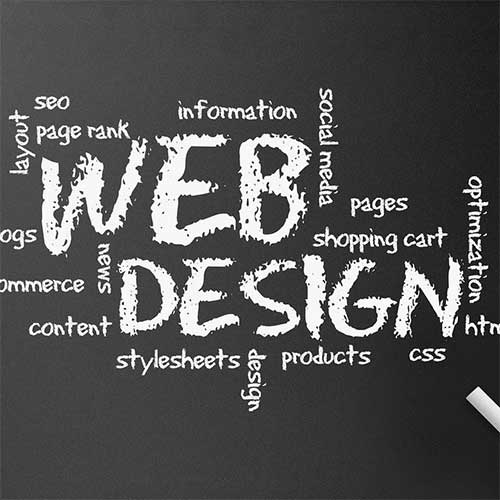 seo
layout
page rank
information
social media
WEB
pages
optimization
ogs
news
shopping cart
ommerce
DESIGN
content
htm
stylesheets
design
products
css